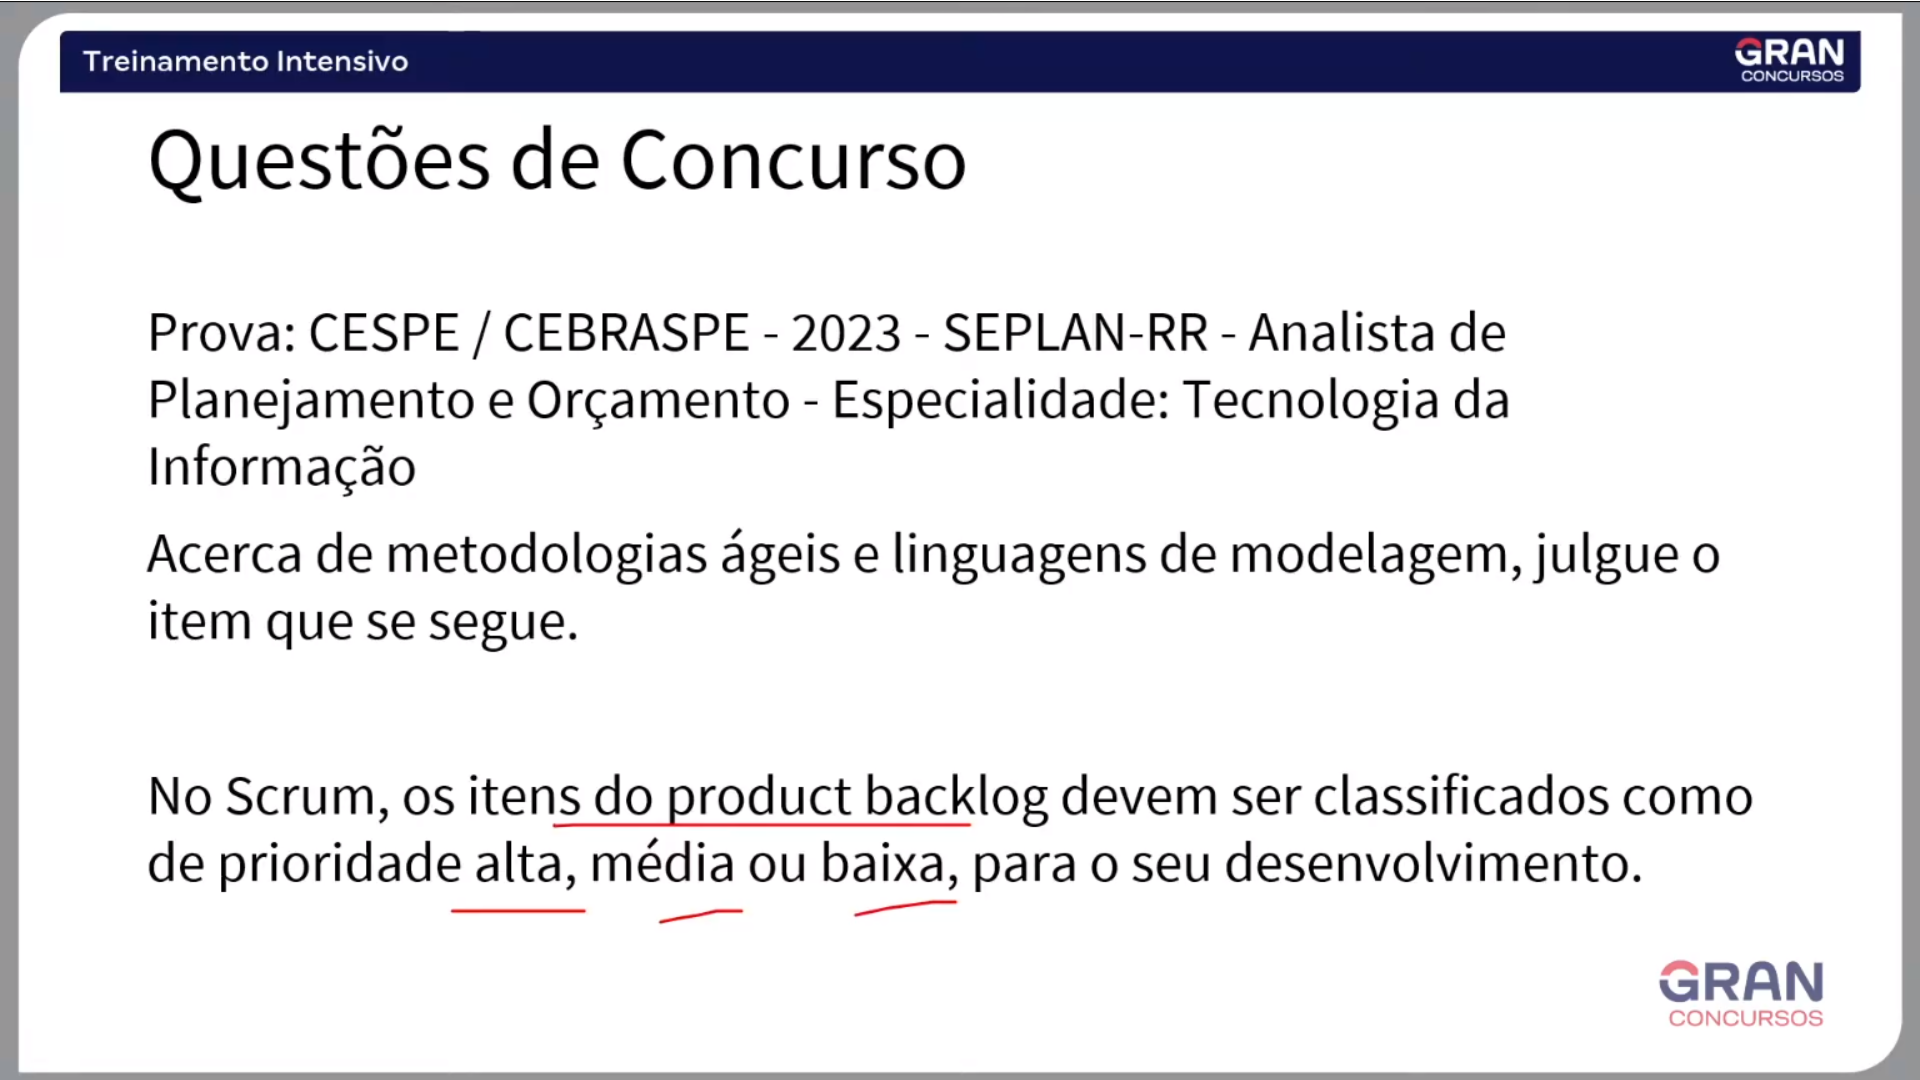 Treinamento Intensivo
GRAN
CONCURSOS
Questões de Concurso
Prova: CESPE / CEBRASPE - 2023 - SEPLAN-RR - Analista de
Planejamento e Orçamento - Especialidade: Tecnologia da
Informação
Acerca de metodologias ágeis e linguagens de modelagem, julgue o
item que se segue.
No Scrum, os itens do product backlog devem ser classificados como
de prioridade alta, média ou baixa, para o seu desenvolvimento.
GRAN
CONCURSOS